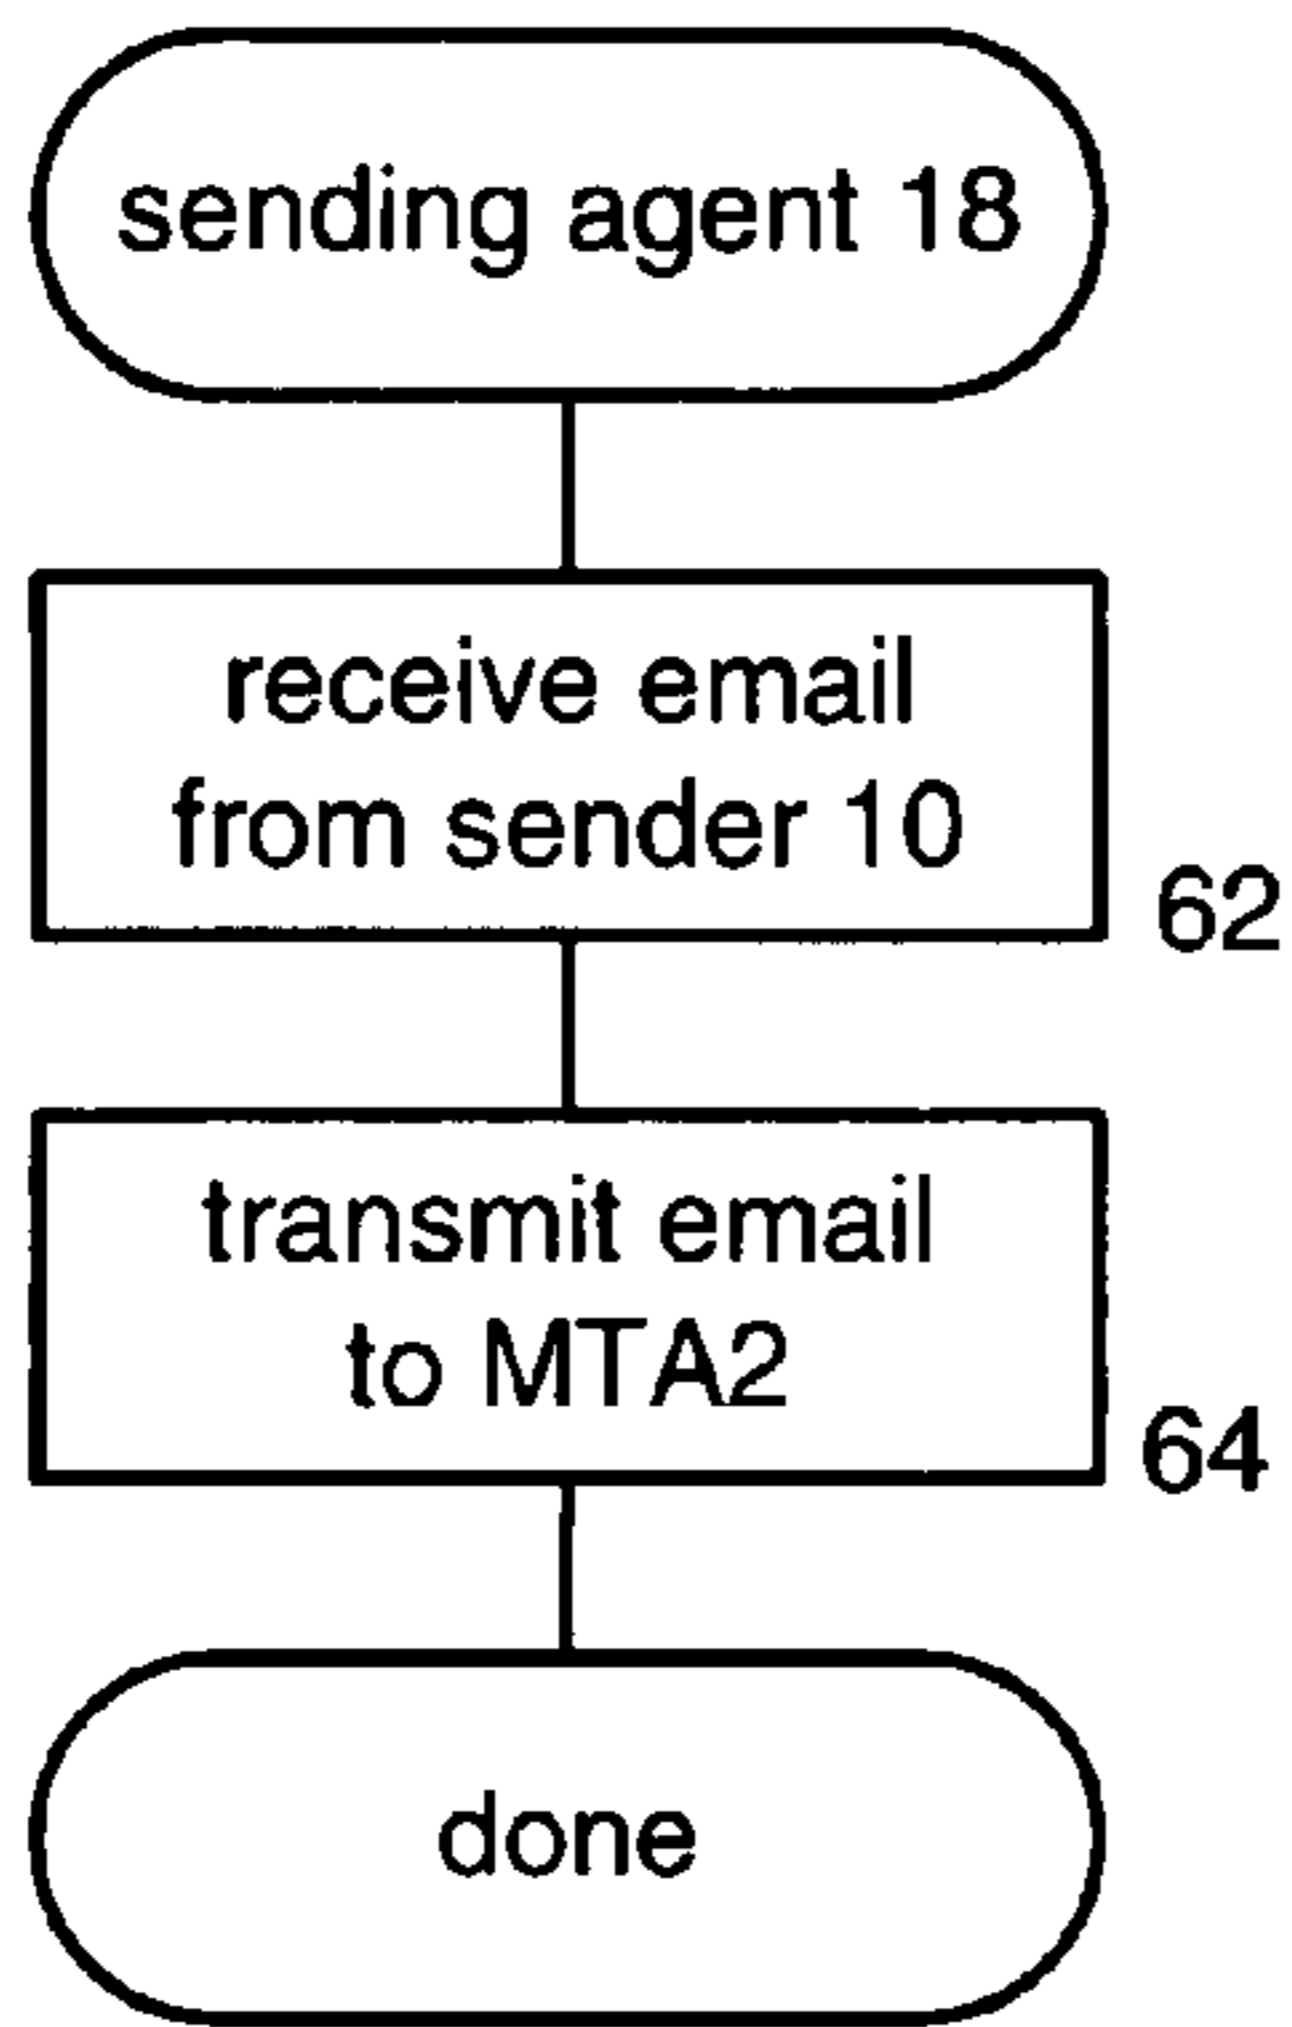 sending agent 18
receive email
from sender 10
62
transmit email
to MTA2
64
done